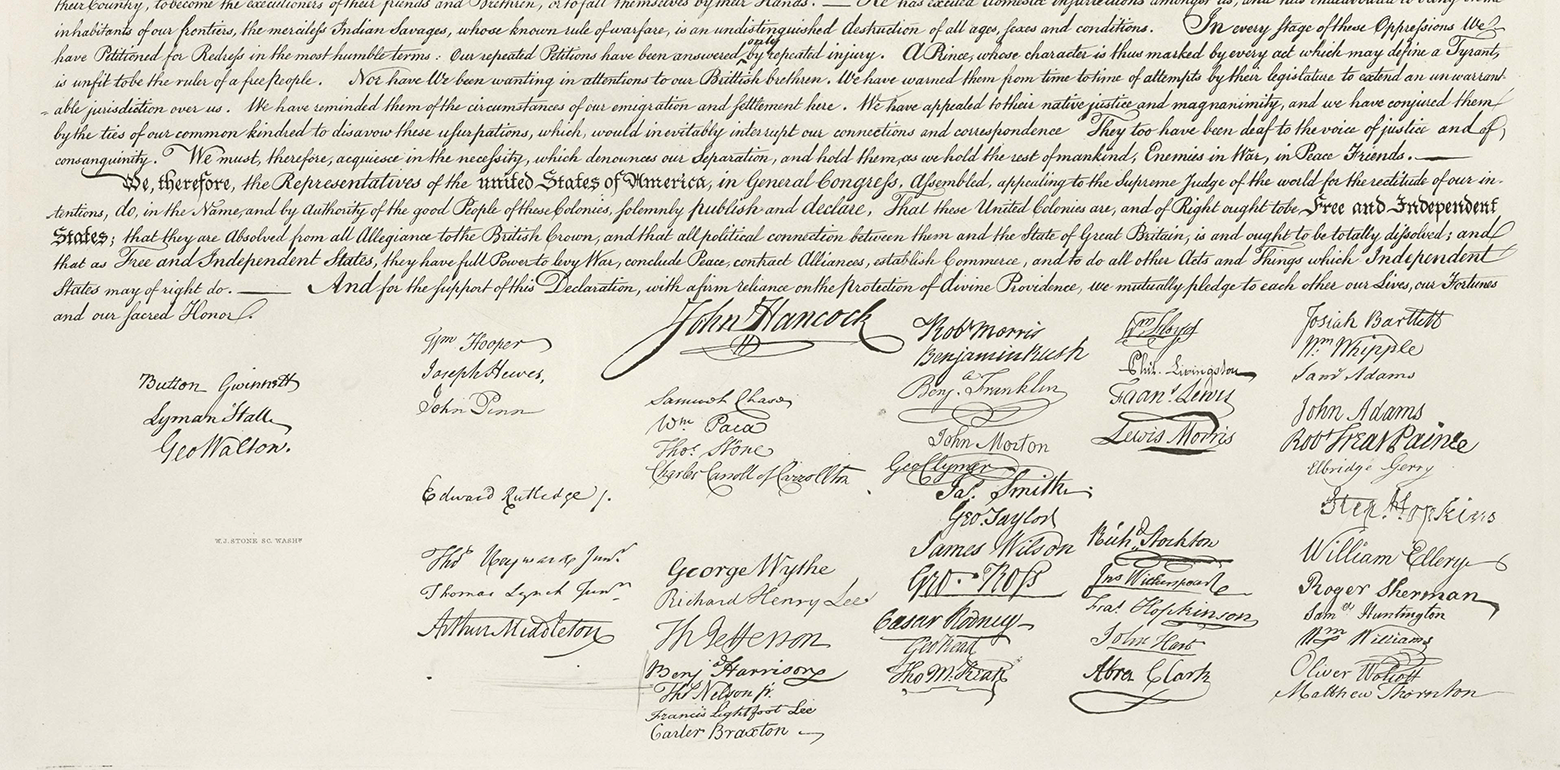 their Country, to become the executioners of their friends and Brethren, or to fall themselves by their Hands. — He has excited domestic insurrections amongst us, and has endeavoured to bring on the
inhabitants of our frontiers, the merciless Indian Savages, whose known rule of warfare, is an undistinguished destruction of all ages, sexes and conditions. In every stage of these Oppressions We
have Petitioned for Redress in the most humble terms: Our repeated Petitions have been answered only by repeated injury. A Prince, whose character is thus marked by every act which may define a Tyrant,
is unfit to be the ruler of a free people. Nor have We been wanting in attentions to our Brittish brethren. We have warned them from time to time of attempts by their legislature to extend an unwarrant-
-able jurisdiction over us. We have reminded them of the circumstances of our emigration and settlement here. We have appealed to their native justice and magnanimity, and we have conjured them
by the ties of our common kindred to disavow these usurpations, which, would inevitably interrupt our connections and correspondence They too have been deaf to the voice of justice and of
consanguinity. We must, therefore, acquiesce in the necessity, which denounces our Separation, and hold them, as we hold the rest of mankind, Enemies in War, in Peace Friends. —
We, therefore, the Representatives of the united States of America, in General Congress, Assembled, appealing to the Supreme Judge of the world for the rectitude of our in-
tentions, do, in the Name, and by Authority of the good People of these Colonies, solemnly publish and declare, That these United Colonies are, and of Right ought to be Free and Independent
States; that they are Absolved from all Allegiance to the British Crown, and that all political connection between them and the State of Great Britain, is and ought to be totally dissolved; and
that as Free and Independent States, they have full Power to levy War, conclude Peace, contract Alliances, establish Commerce, and to do all other Acts and Things which Independent
States may of right do. — And for the support of this Declaration, with a firm reliance on the protection of divine Providence, we mutually pledge to each other our Lives, our Fortunes
and our sacred Honor.
Button Gwinnett
Lyman Hall
Geo Walton.
W.J. STONE SC. WASHN
Wm Hooper
Joseph Hewes,
John Penn
Edward Rutledge /.
Thos Heyward Junr.
Thomas Lynch Junr.
Arthur Middleton
John Hancock
Samuel Chase
Wm Paca
Thos Stone
Charles Carroll of Carrollton
George Wythe
Richard Henry Lee
Th Jefferson
Benj Harrison
Thos Nelson jr.
Francis Lightfoot Lee
Carter Braxton
Robt Morris
Benjamin Rush
Benj. Franklin
John Morton
Geo Clymer
Jas. Smith
Geo. Taylor
James Wilson
Geo. Ross
Caesar Rodney
Geo Read
Tho M:Kean
Wm Floyd
Phil. Livingston
Frans. Lewis
Lewis Morris
Richd. Stockton
Jno Witherspoon
Fras. Hopkinson
John Hart
Abra Clark
Josiah Bartlett
Wm Whipple
Saml Adams
John Adams
Robt Treat Paine
Elbridge Gerry
Step. Hopkins
William Ellery
Roger Sherman
Saml Huntington
Wm Williams
Oliver Wolcott
Matthew Thornton